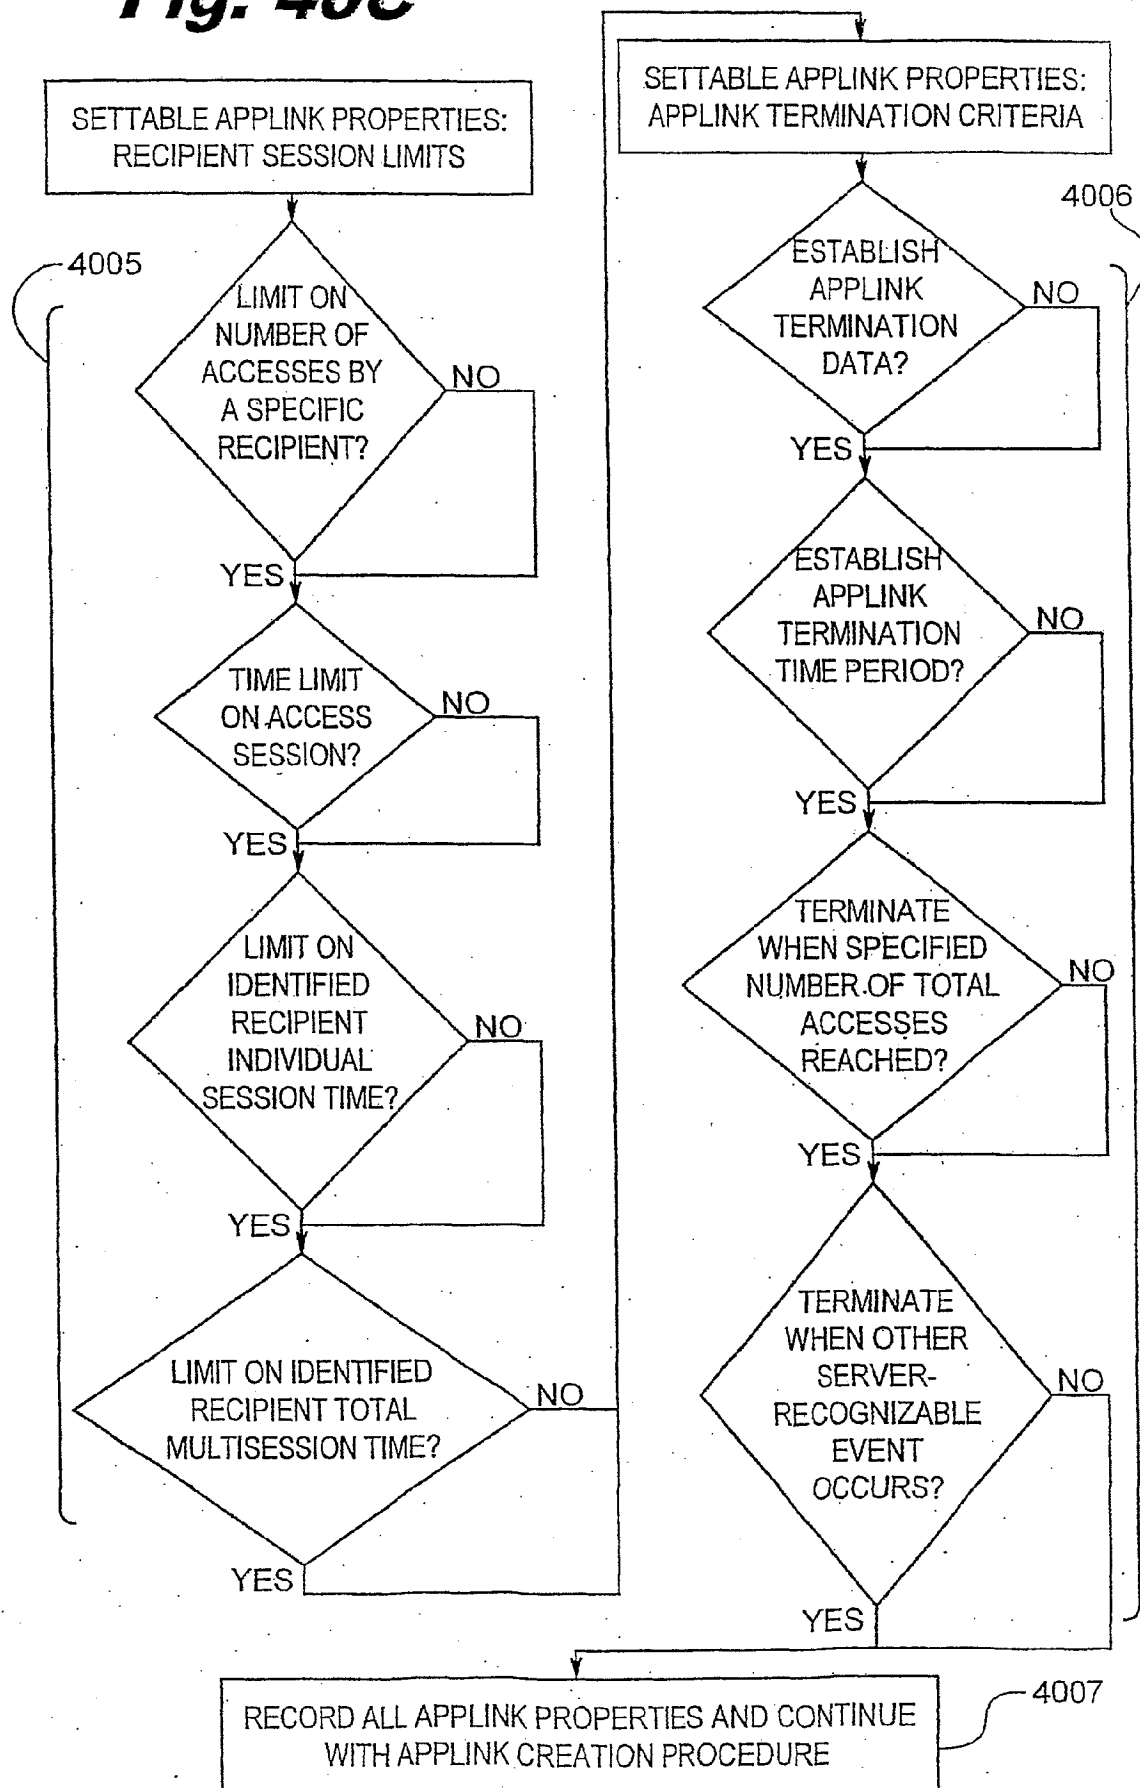 Fig. 40C
SETTABLE APPLINK PROPERTIES:
RECIPIENT SESSION LIMITS
4005
LIMIT ON
NUMBER OF
ACCESSES BY
A SPECIFIC
RECIPIENT?
NO
YES
TIME LIMIT
ON ACCESS
SESSION?
NO
YES
LIMIT ON
IDENTIFIED
RECIPIENT
INDIVIDUAL
SESSION TIME?
NO
YES
LIMIT ON IDENTIFIED
RECIPIENT TOTAL
MULTISESSION TIME?
NO
YES
SETTABLE APPLINK PROPERTIES:
APPLINK TERMINATION CRITERIA
4006
ESTABLISH
APPLINK
TERMINATION
DATA?
NO
YES
ESTABLISH
APPLINK
TERMINATION
TIME PERIOD?
NO
YES
TERMINATE
WHEN SPECIFIED
NUMBER OF TOTAL
ACCESSES
REACHED?
NO
YES
TERMINATE
WHEN OTHER
SERVER-
RECOGNIZABLE
EVENT
OCCURS?
NO
YES
RECORD ALL APPLINK PROPERTIES AND CONTINUE
WITH APPLINK CREATION PROCEDURE
4007